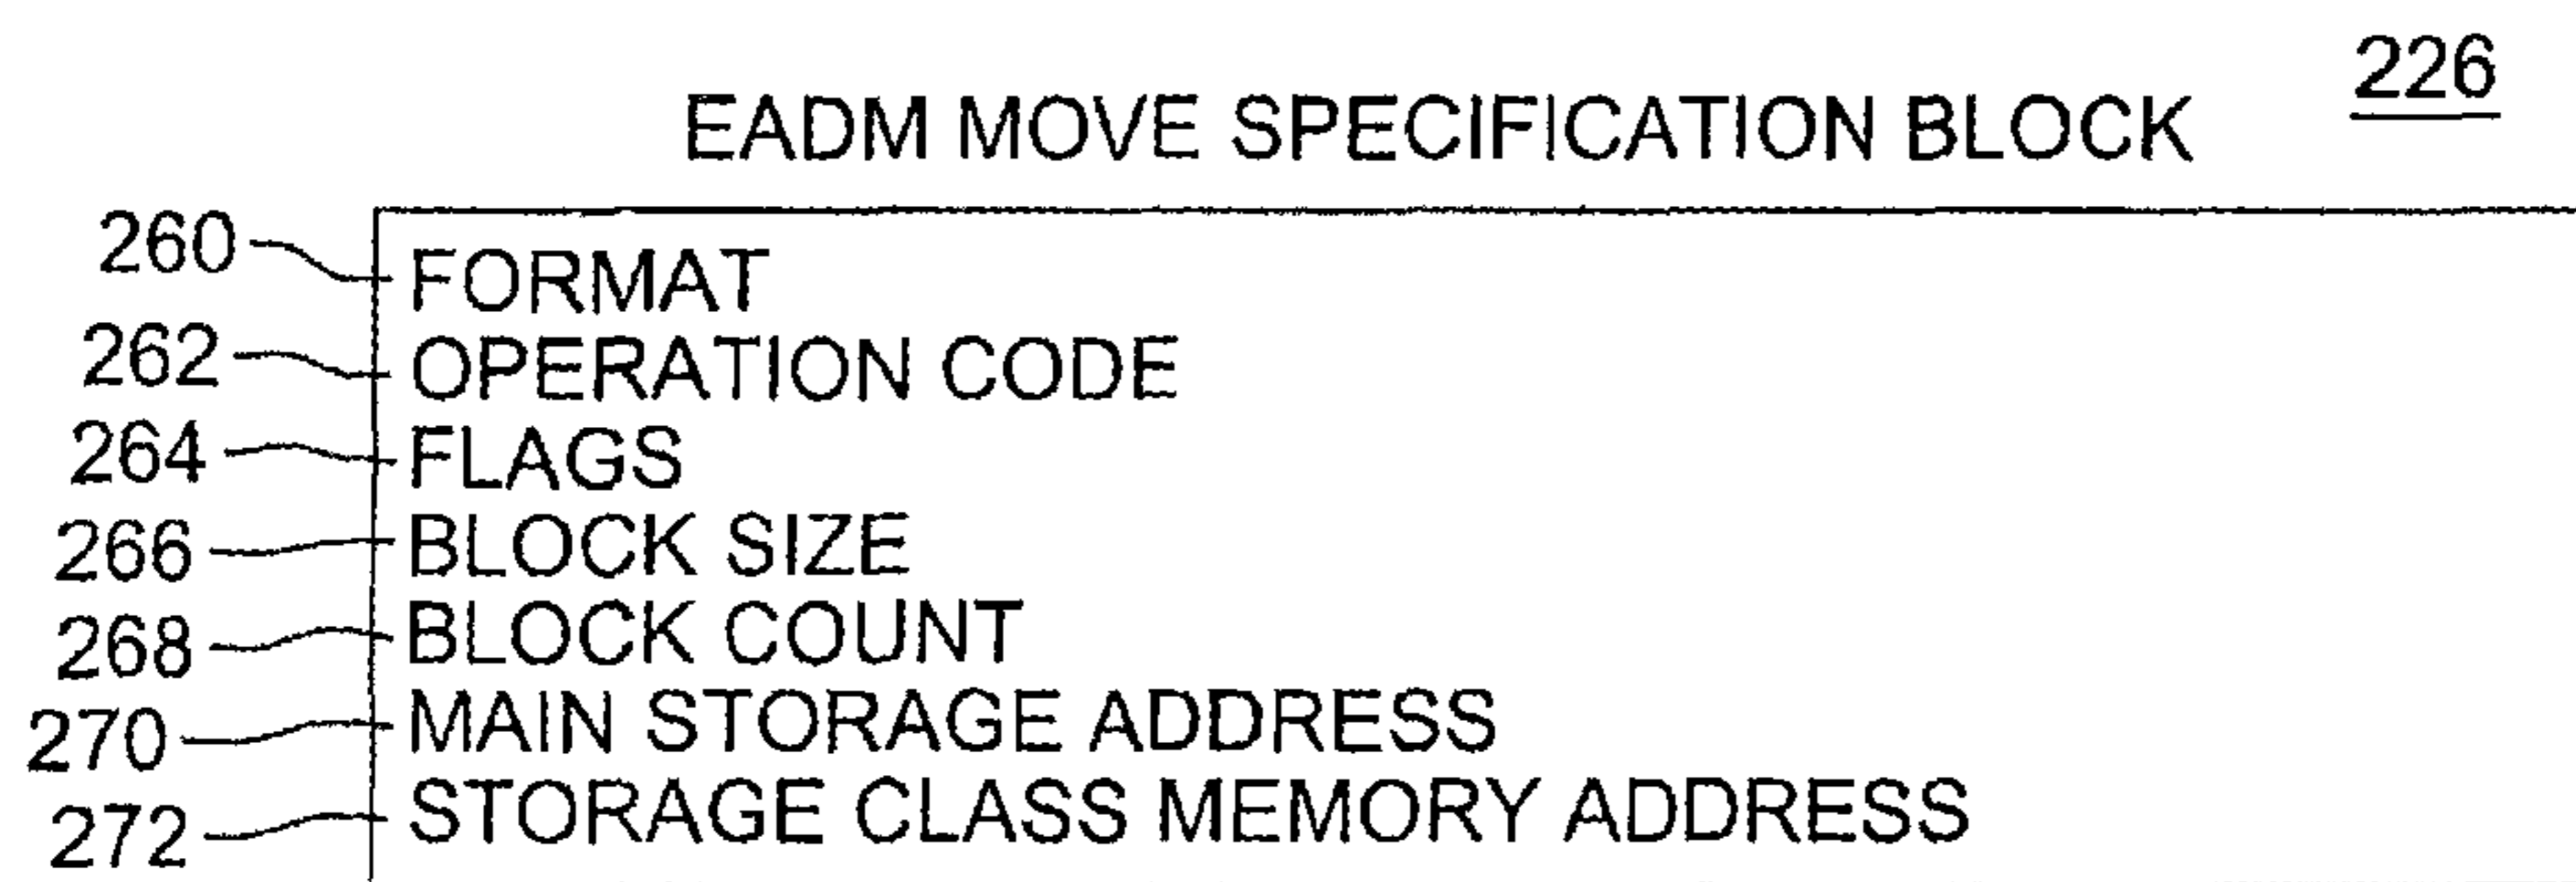 226
EADM MOVE SPECIFICATION BLOCK
260 FORMAT
262 OPERATION CODE
264 FLAGS
266 BLOCK SIZE
268 BLOCK COUNT
270 MAIN STORAGE ADDRESS
272 STORAGE CLASS MEMORY ADDRESS